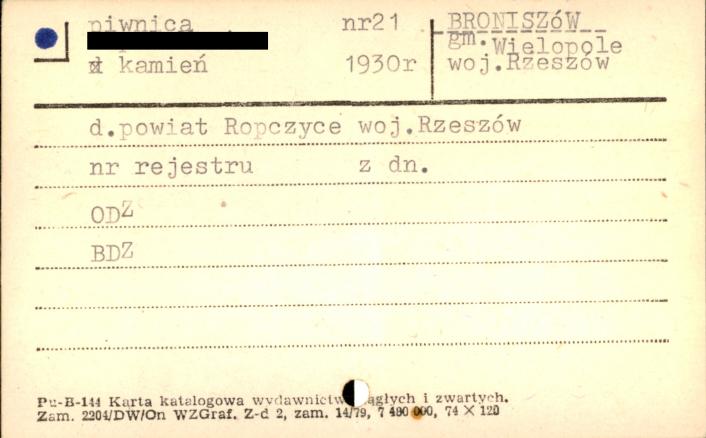 piwnica nr21 BRONISZÓW
gm.Wielopole
kamień 1930r woj.Rzeszów
d.powiat Ropczyce woj.Rzeszów
nr rejestru z dn.
ODZ
BDZ
Pu-B-144 Karta katalogowa wydawnictw ciągłych i zwartych.
Zam. 2204/DW/On WZGraf. Z-d 2, zam. 14/79, 7 480 000, 74 × 120